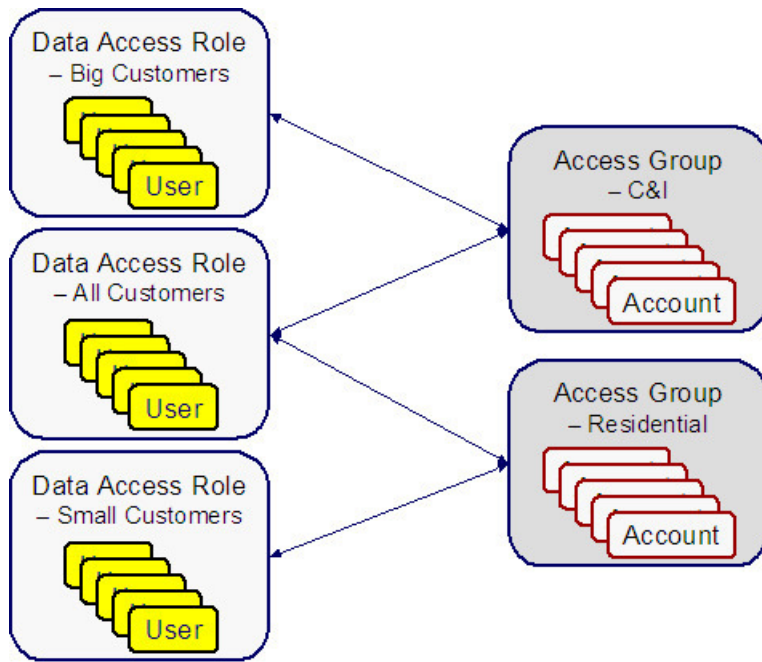 Data Access Role
– Big Customers
User
Data Access Role
– All Customers
User
Data Access Role
– Small Customers
User
Access Group
– C&I
Account
Access Group
– Residential
Account